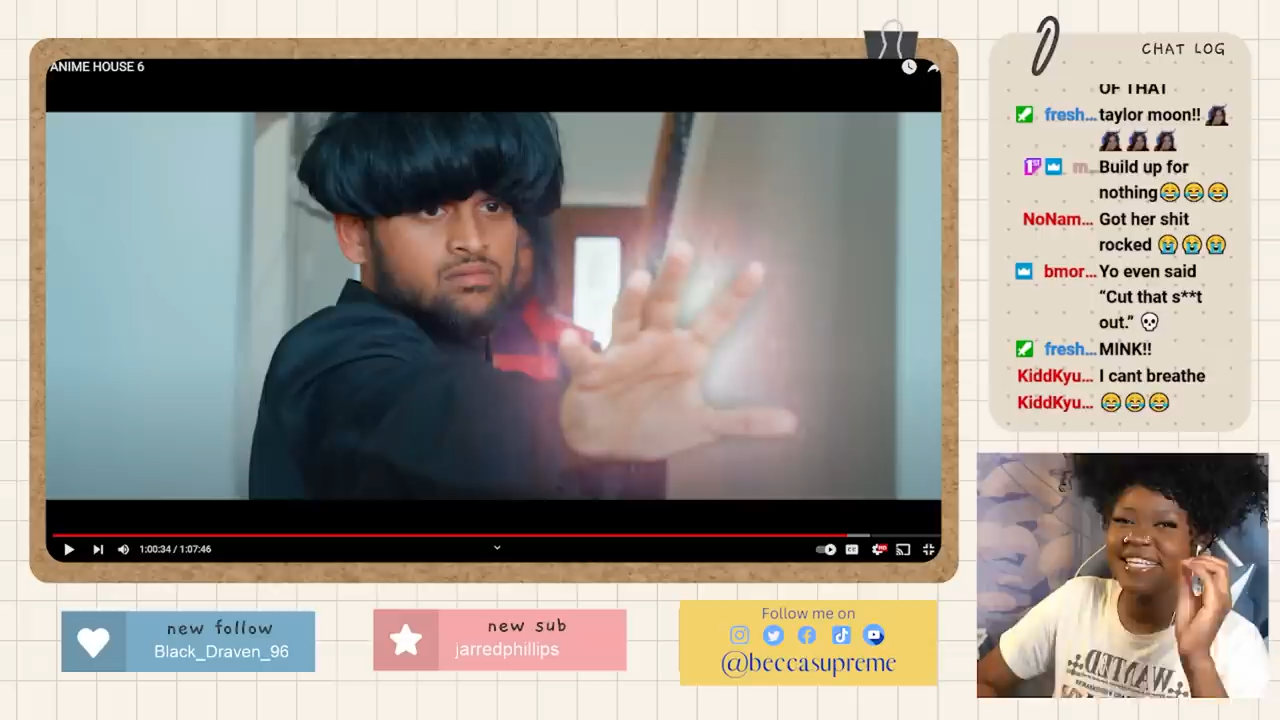 ANIME HOUSE 6
1:00:34 / 1:07:46
CC
CHAT LOG
OF THAT
fresh... taylor moon!!
m... Build up for
nothing😂😂😂
NoNam... Got her shit
rocked 😭😭😭
bmor... Yo even said
“Cut that s**t
out.” 💀
fresh... MINK!!
KiddKyu... I cant breathe
KiddKyu... 😂😂😂
new follow
Black_Draven_96
new sub
jarredphillips
Follow me on
@beccasupreme
WANTED